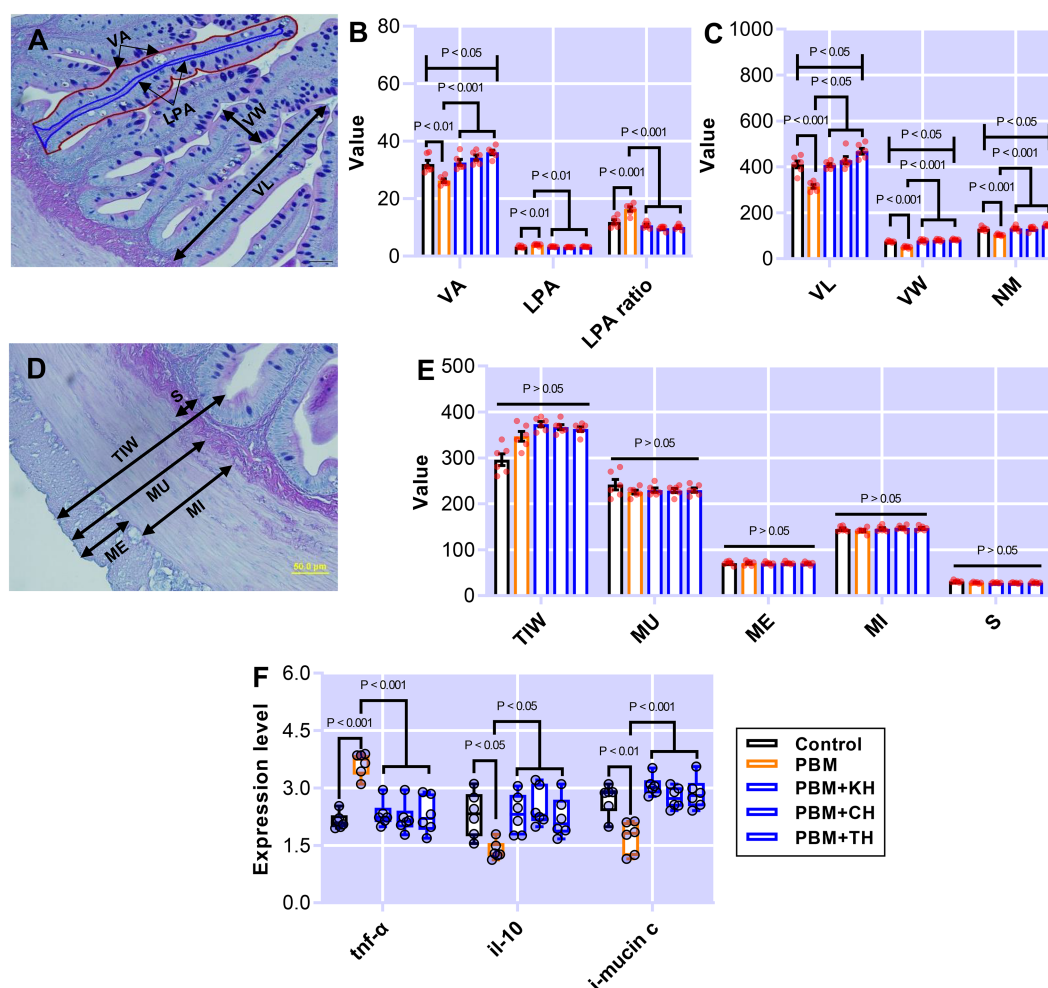 A
VA
LPA
VW
VL
B
Value
80
60
40
20
0
P < 0.05
P < 0.001
P < 0.01
P < 0.01
P < 0.01
P < 0.001
P < 0.001
VA
LPA
LPA ratio
C
Value
1000
800
600
400
200
0
P < 0.05
P < 0.05
P < 0.001
P < 0.05
P < 0.001
P < 0.001
P < 0.05
P < 0.001
P < 0.001
VL
VW
NM
D
S
TIW
MU
MI
ME
50.0 µm
E
Value
500
400
300
200
100
0
P > 0.05
P > 0.05
P > 0.05
P > 0.05
P > 0.05
TIW
MU
ME
MI
S
F
Expression level
6.0
4.5
3.0
1.5
0.0
P < 0.001
P < 0.001
P < 0.05
P < 0.05
P < 0.001
P < 0.01
tnf-α
il-10
i-mucin c
Control
PBM
PBM+KH
PBM+CH
PBM+TH